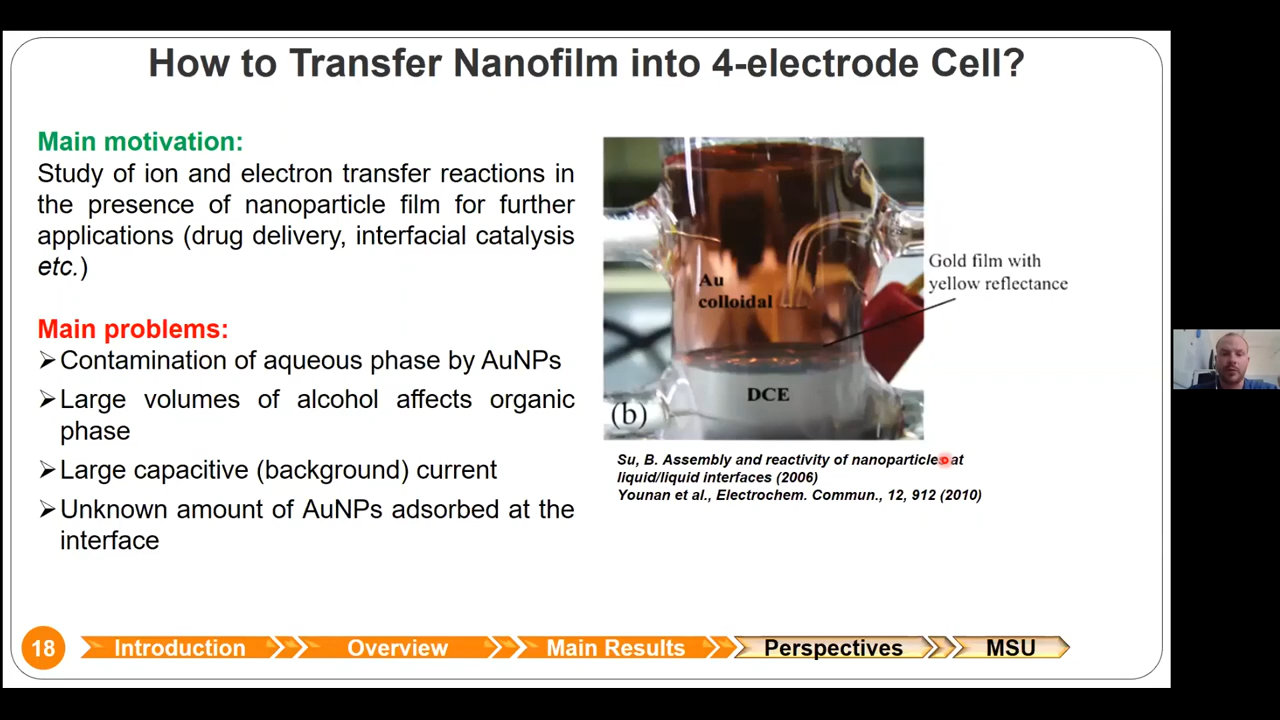 How to Transfer Nanofilm into 4-electrode Cell?
Main motivation:
Study of ion and electron transfer reactions in
the presence of nanoparticle film for further
applications (drug delivery, interfacial catalysis
etc.)
Main problems:
➢Contamination of aqueous phase by AuNPs
➢Large volumes of alcohol affects organic
phase
➢Large capacitive (background) current
➢Unknown amount of AuNPs adsorbed at the
interface
Au
colloidal
DCE
(b)
Gold film with
yellow reflectance
Su, B. Assembly and reactivity of nanoparticles at
liquid/liquid interfaces (2006)
Younan et al., Electrochem. Commun., 12, 912 (2010)
18
Introduction
Overview
Main Results
Perspectives
MSU